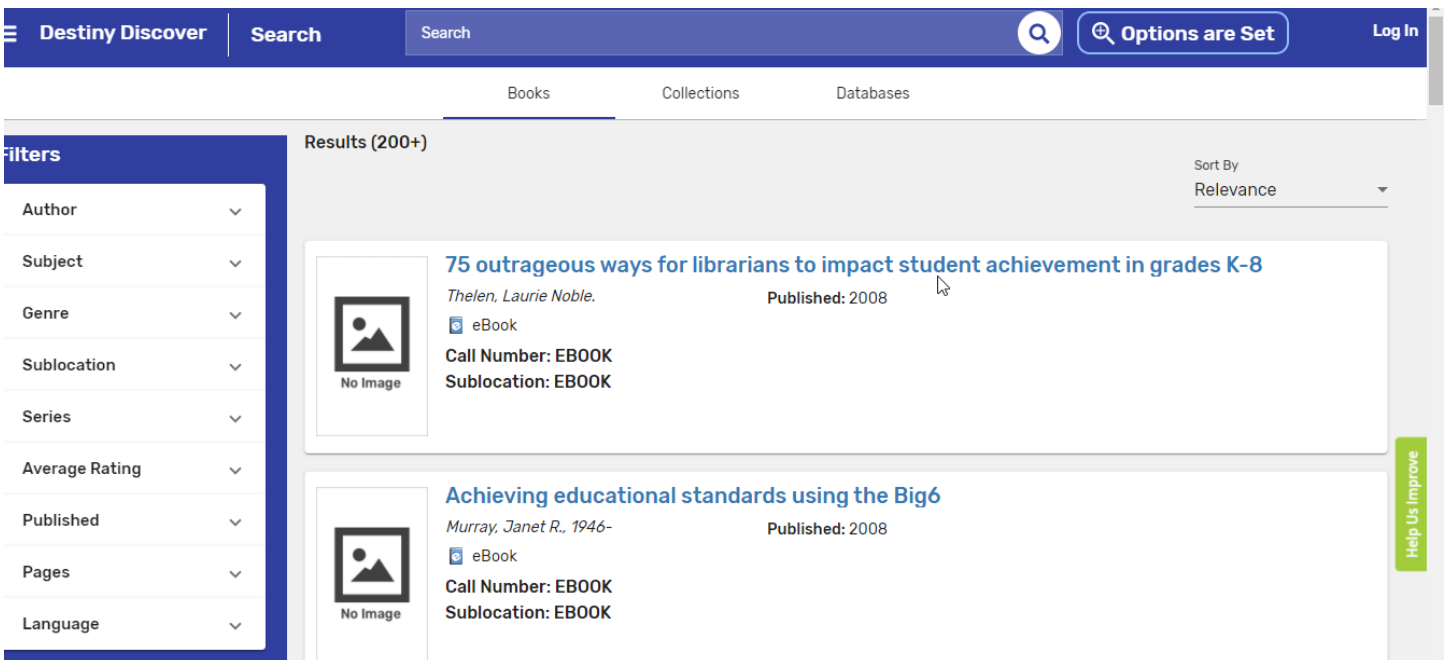 Destiny Discover Search Search Options are Set Log In
Books Collections Databases
Filters
Author
Subject
Genre
Sublocation
Series
Average Rating
Published
Pages
Language
Results (200+)
Sort By
Relevance
No Image
75 outrageous ways for librarians to impact student achievement in grades K-8
Thelen, Laurie Noble. Published: 2008
eBook
Call Number: EBOOK
Sublocation: EBOOK
No Image
Achieving educational standards using the Big6
Murray, Janet R., 1946- Published: 2008
eBook
Call Number: EBOOK
Sublocation: EBOOK
Help Us Improve